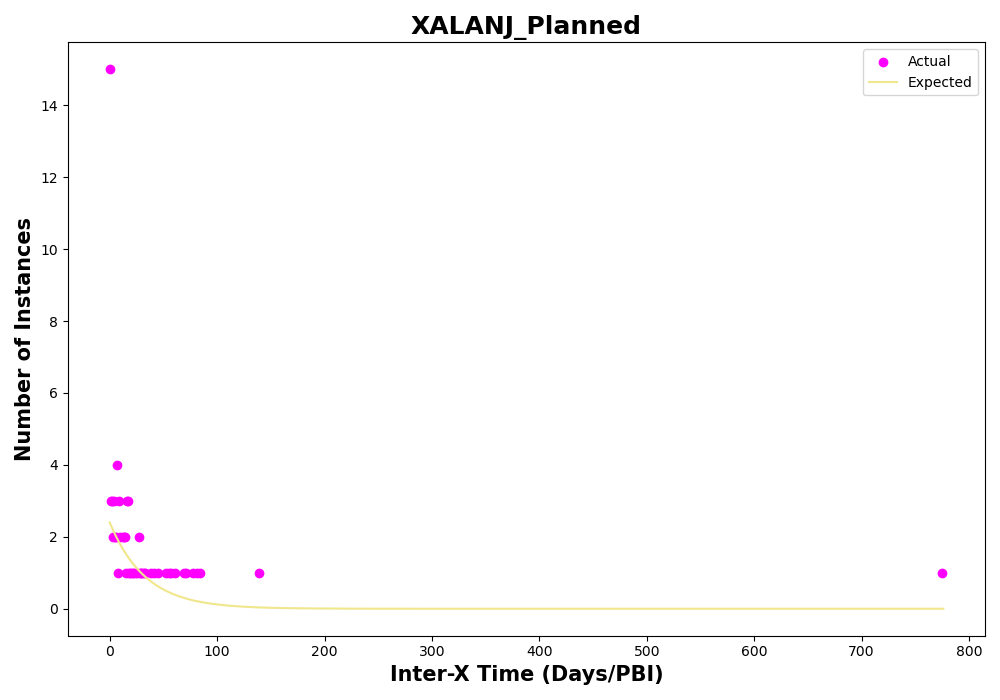 XALANJ_Planned
Actual
Expected
Number of Instances
14
12
10
8
6
4
2
0
0 100 200 300 400 500 600 700 800
Inter-X Time (Days/PBI)